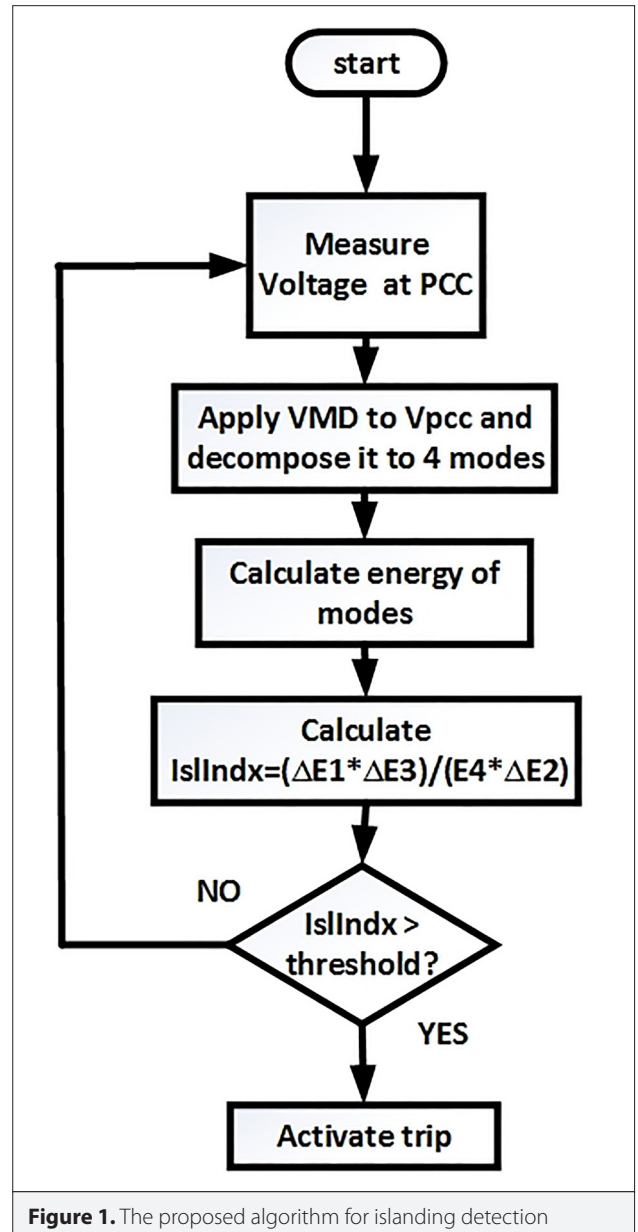 start
Measure
Voltage at PCC
Apply VMD to Vpcc and
decompose it to 4 modes
Calculate energy of
modes
Calculate
IslIndx=(∆E1*∆E3)/(E4*∆E2)
NO
IslIndx >
threshold?
YES
Activate trip
Figure 1. The proposed algorithm for islanding detection